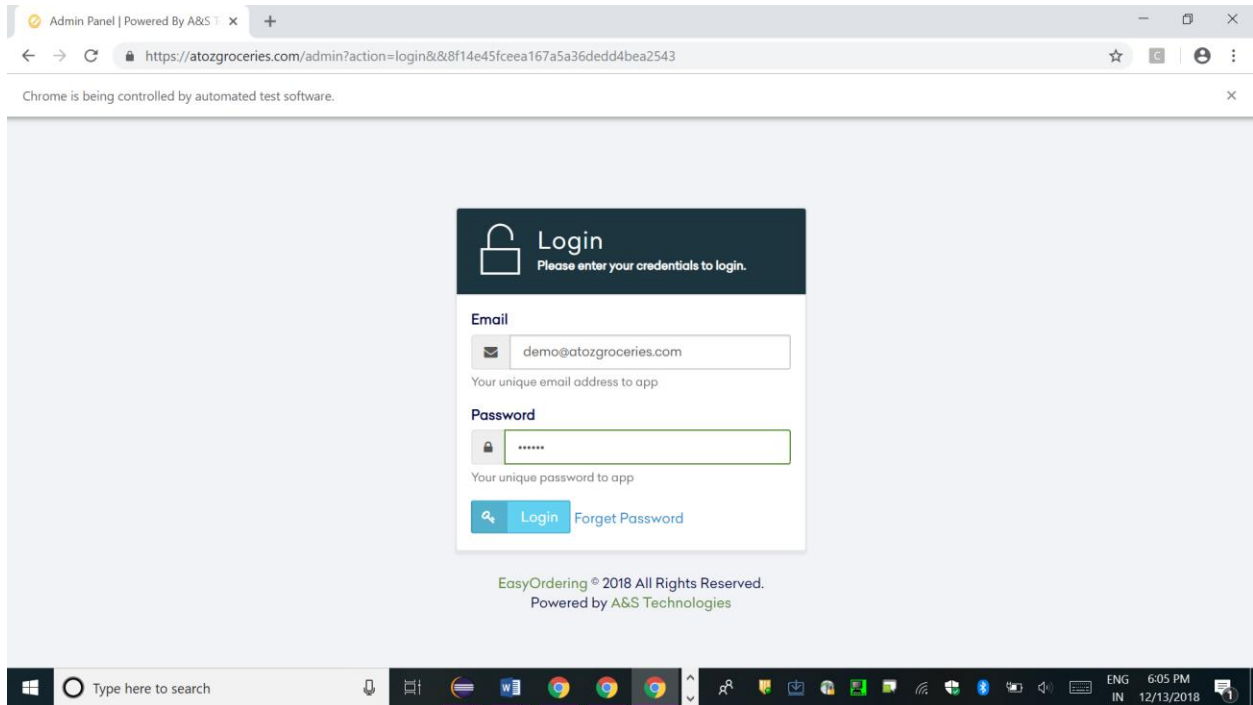 Admin Panel | Powered By A&S T
https://atozgroceries.com/admin?action=login&&8f14e45fceea167a5a36dedd4bea2543
Chrome is being controlled by automated test software.
Login
Please enter your credentials to login.
Email
demo@atozgroceries.com
Your unique email address to app
Password
••••••
Your unique password to app
Login Forget Password
EasyOrdering © 2018 All Rights Reserved.
Powered by A&S Technologies
Type here to search
ENG 6:05 PM
IN 12/13/2018